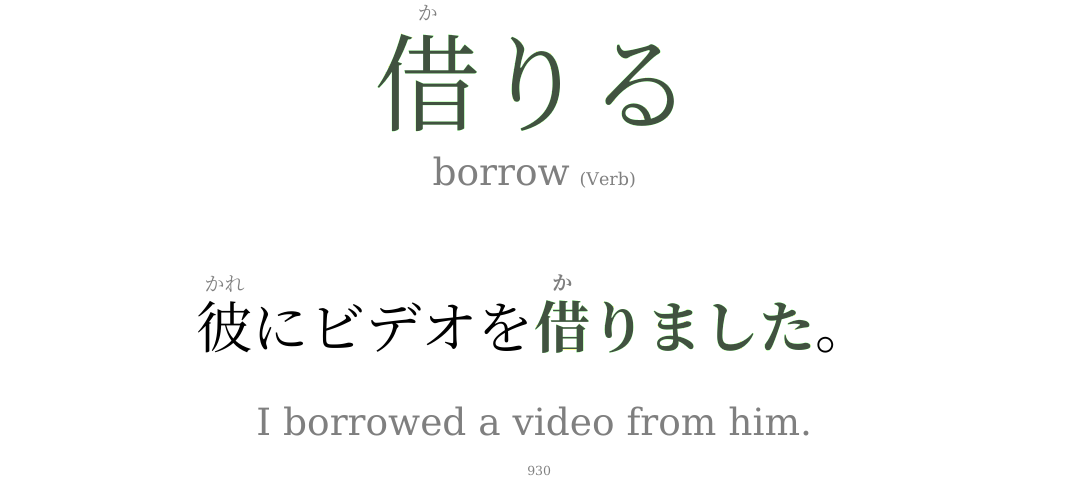 か
借りる
borrow (Verb)
かれ か
彼にビデオを借りました。
I borrowed a video from him.
930